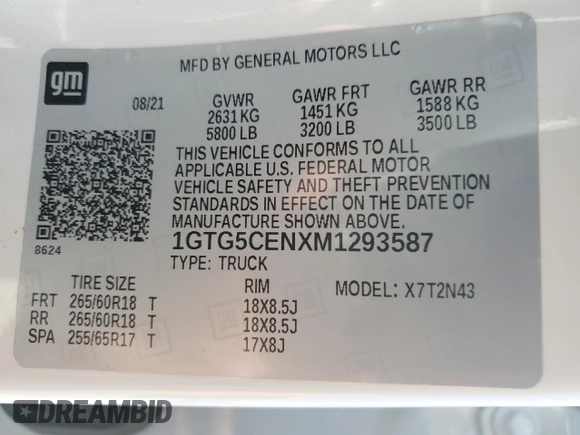 gm
MFD BY GENERAL MOTORS LLC
08/21
GVWR GAWR FRT GAWR RR
2631 KG 1451 KG 1588 KG
5800 LB 3200 LB 3500 LB
THIS VEHICLE CONFORMS TO ALL
APPLICABLE U.S. FEDERAL MOTOR
VEHICLE SAFETY AND THEFT PREVENTION
STANDARDS IN EFFECT ON THE DATE OF
MANUFACTURE SHOWN ABOVE.
8624
1GTG5CENXM1293587
TYPE: TRUCK
TIRE SIZE RIM MODEL: X7T2N43
FRT 265/60R18 T 18X8.5J
RR 265/60R18 T 18X8.5J
SPA 255/65R17 T 17X8J
DREAMBID